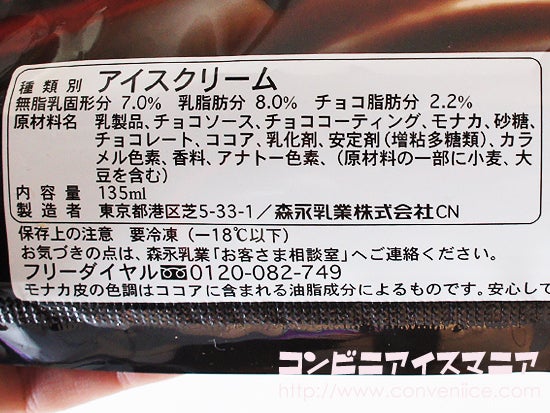 種類別 アイスクリーム
無脂乳固形分 7.0% 乳脂肪分 8.0% チョコ脂肪分 2.2%
原材料名 乳製品、チョコソース、チョココーティング、モナカ、砂糖、
チョコレート、ココア、乳化剤、安定剤(増粘多糖類)、カラ
メル色素、香料、アナトー色素、(原材料の一部に小麦、大
豆を含む)
内容量 135ml
製造者 東京都港区芝5-33-1/森永乳業株式会社CN
保存上の注意 要冷凍(−18℃以下)
お気づきの点は、森永乳業「お客さま相談室」へご連絡ください。
フリーダイヤル 0120-082-749
モナカ皮の色調はココアに含まれる油脂成分によるものです。安心して
コンビニアイスマニア
http://www.conveniice.com/